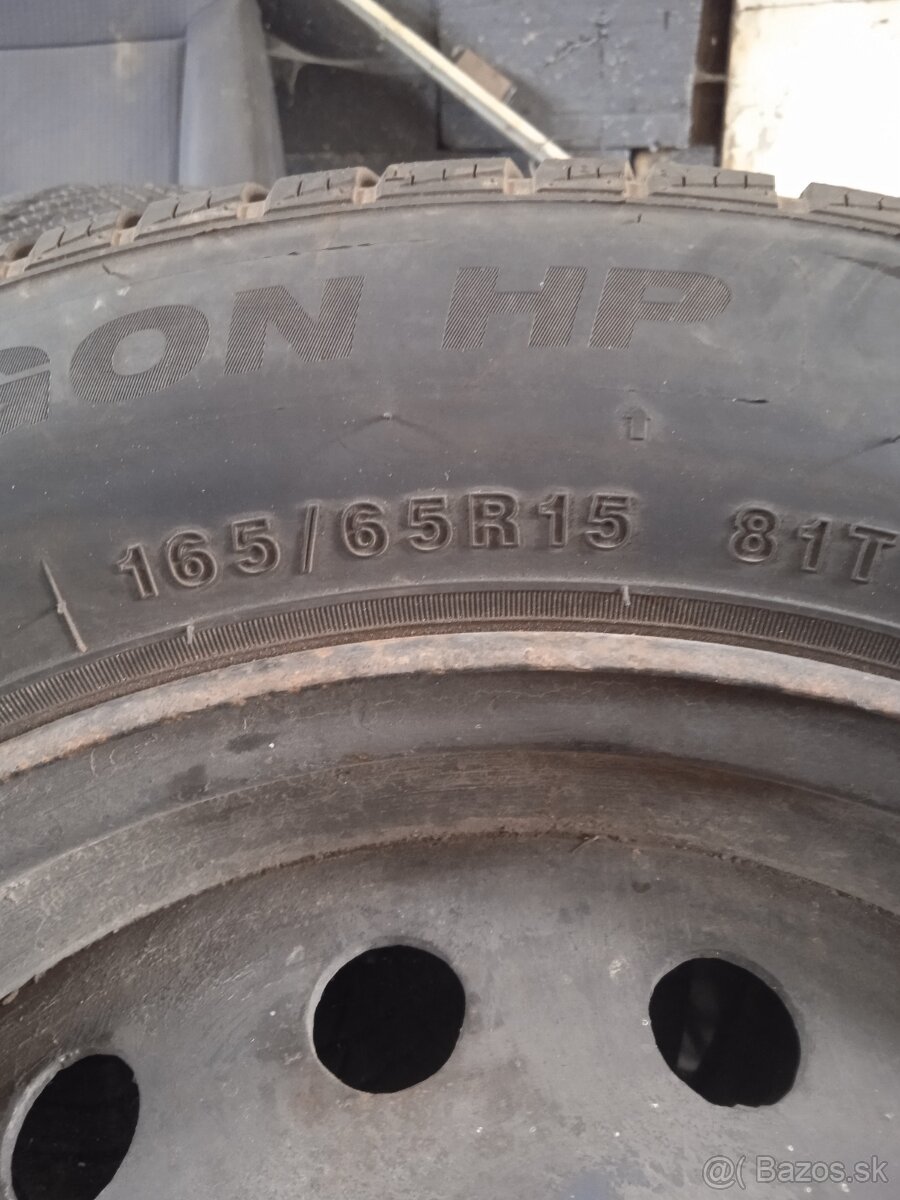 GON HP
165/65R15 81T
@( Bazos.sk